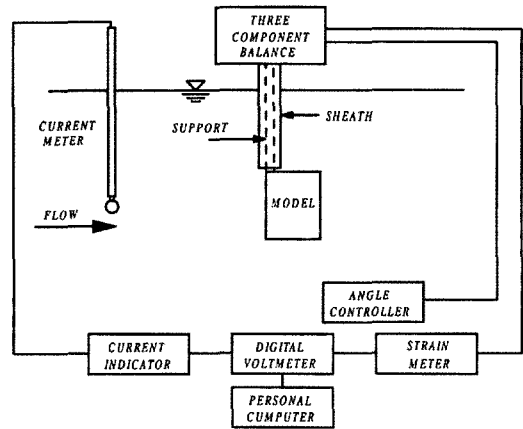 THREE
COMPONENT
BALANCE
CURRENT
METER
SUPPORT
SHEATH
FLOW
MODEL
ANGLE
CONTROLLER
CURRENT
INDICATOR
DIGITAL
VOLTMETER
STRAIN
METER
PERSONAL
CUMPUTER